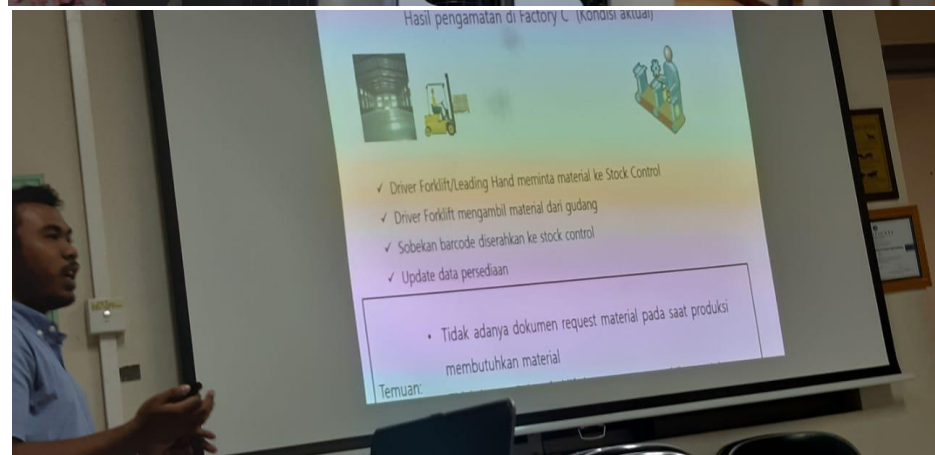 Hasil pengamatan di Factory C (Kondisi aktual)
✓ Driver Forklift/Leading Hand meminta material ke Stock Control
✓ Driver Forklift mengambil material dari gudang
✓ Sobekan barcode diserahkan ke stock control
✓ Update data persediaan
• Tidak adanya dokumen request material pada saat produksi
membutuhkan material
Temuan: